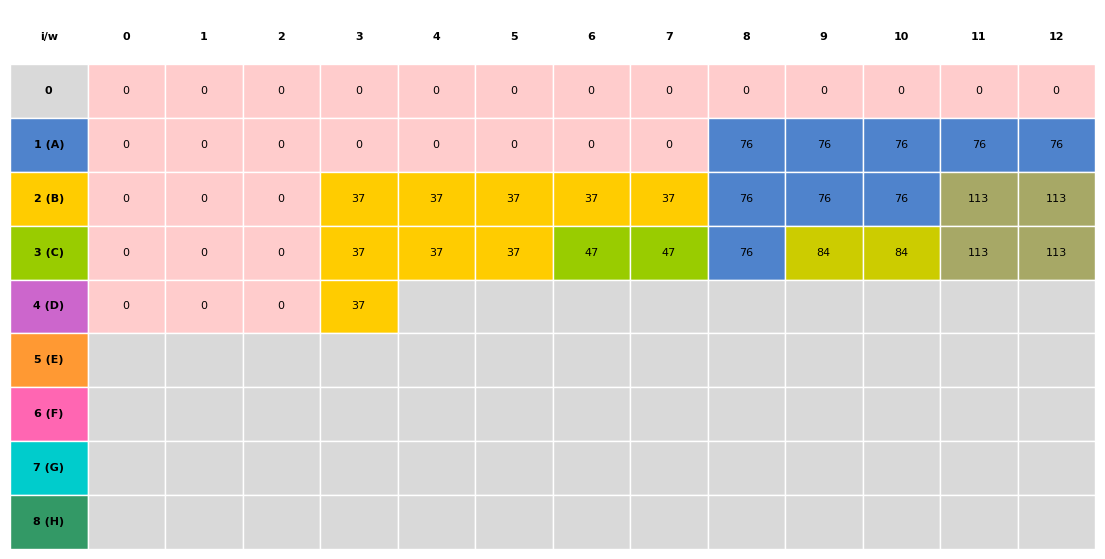 i/w 0 1 2 3 4 5 6 7 8 9 10 11 12
0 0 0 0 0 0 0 0 0 0 0 0 0 0
1 (A) 0 0 0 0 0 0 0 0 76 76 76 76 76
2 (B) 0 0 0 37 37 37 37 37 76 76 76 113 113
3 (C) 0 0 0 37 37 37 47 47 76 84 84 113 113
4 (D) 0 0 0 37
5 (E)
6 (F)
7 (G)
8 (H)